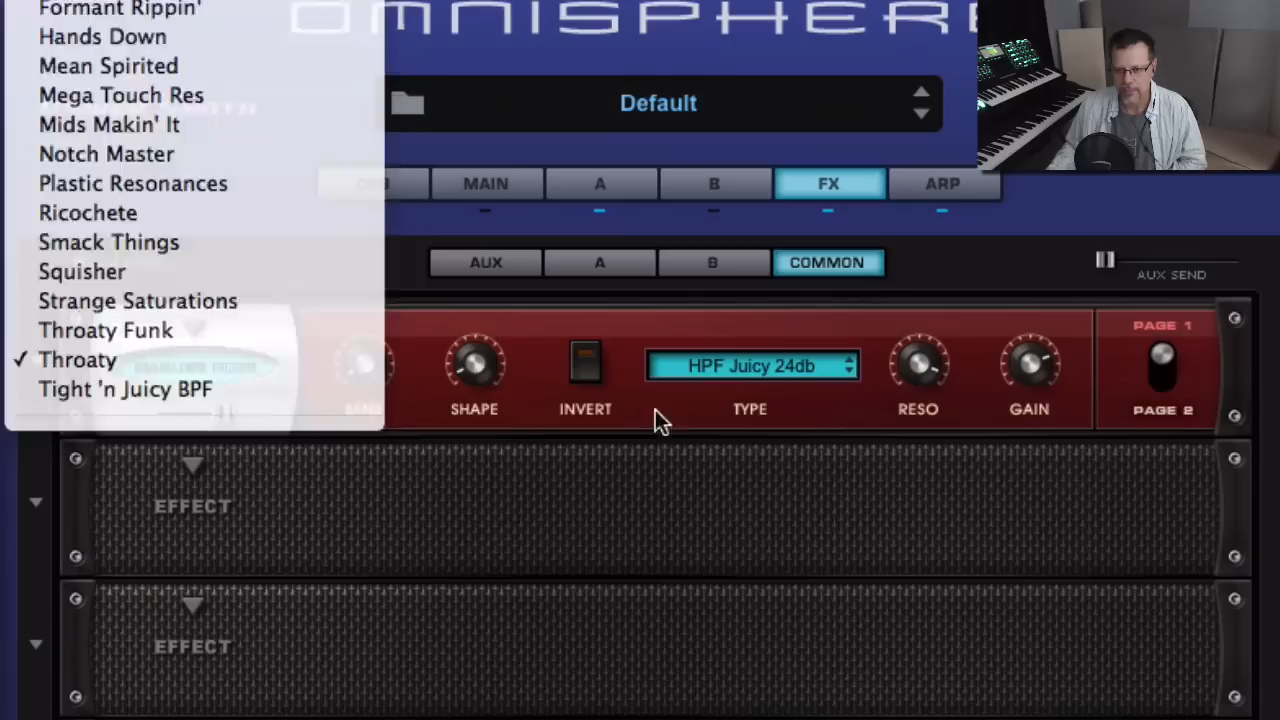 OMNISPHERE
Formant Rippin'
Hands Down
Mean Spirited
Mega Touch Res
Mids Makin' It
Notch Master
Plastic Resonances
Ricochete
Smack Things
Squisher
Strange Saturations
Throaty Funk
✓ Throaty
Tight 'n Juicy BPF
Default
MAIN A B FX ARP
AUX A B COMMON
AUX SEND
HPF Juicy 24db
SHAPE INVERT TYPE RESO GAIN
PAGE 1
PAGE 2
EFFECT
EFFECT